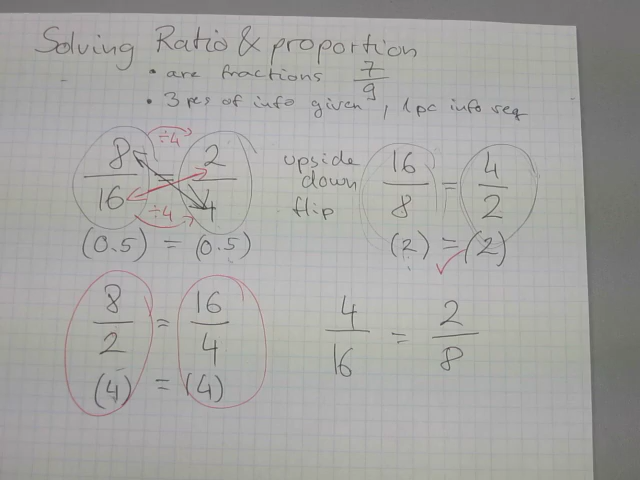 Solving Ratio & proportion
• are fractions 7/9
• 3 pcs of info given, 1 pc info req
÷4
8/16 = 2/4
÷4
(0.5) = (0.5)
upside down flip
16/8 = 4/2
(2) = (2) ✓
8/2 = 16/4
(4) = (4)
4/16 = 2/8